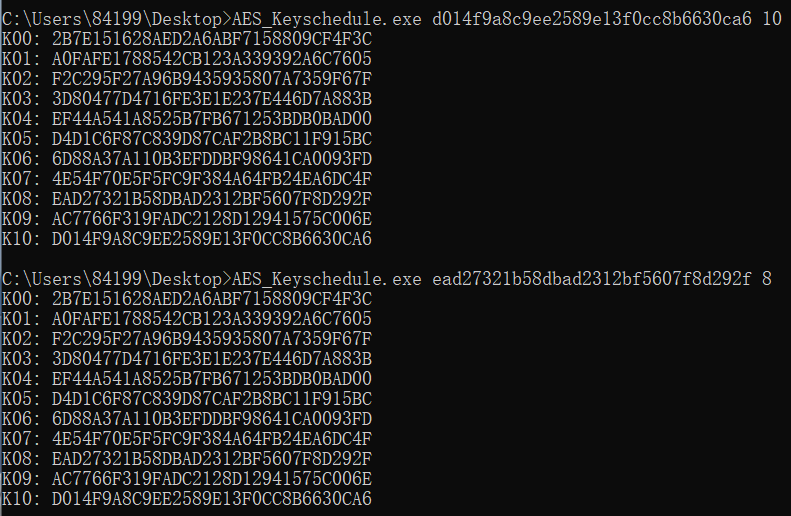 C:\Users\84199\Desktop>AES_Keyschedule.exe d014f9a8c9ee2589e13f0cc8b6630ca6 10
K00: 2B7E151628AED2A6ABF7158809CF4F3C
K01: A0FAFE1788542CB123A339392A6C7605
K02: F2C295F27A96B9435935807A7359F67F
K03: 3D80477D4716FE3E1E237E446D7A883B
K04: EF44A541A8525B7FB671253BDB0BAD00
K05: D4D1C6F87C839D87CAF2B8BC11F915BC
K06: 6D88A37A110B3EFDDBF98641CA0093FD
K07: 4E54F70E5F5FC9F384A64FB24EA6DC4F
K08: EAD27321B58DBAD2312BF5607F8D292F
K09: AC7766F319FADC2128D12941575C006E
K10: D014F9A8C9EE2589E13F0CC8B6630CA6
C:\Users\84199\Desktop>AES_Keyschedule.exe ead27321b58dbad2312bf5607f8d292f 8
K00: 2B7E151628AED2A6ABF7158809CF4F3C
K01: A0FAFE1788542CB123A339392A6C7605
K02: F2C295F27A96B9435935807A7359F67F
K03: 3D80477D4716FE3E1E237E446D7A883B
K04: EF44A541A8525B7FB671253BDB0BAD00
K05: D4D1C6F87C839D87CAF2B8BC11F915BC
K06: 6D88A37A110B3EFDDBF98641CA0093FD
K07: 4E54F70E5F5FC9F384A64FB24EA6DC4F
K08: EAD27321B58DBAD2312BF5607F8D292F
K09: AC7766F319FADC2128D12941575C006E
K10: D014F9A8C9EE2589E13F0CC8B6630CA6